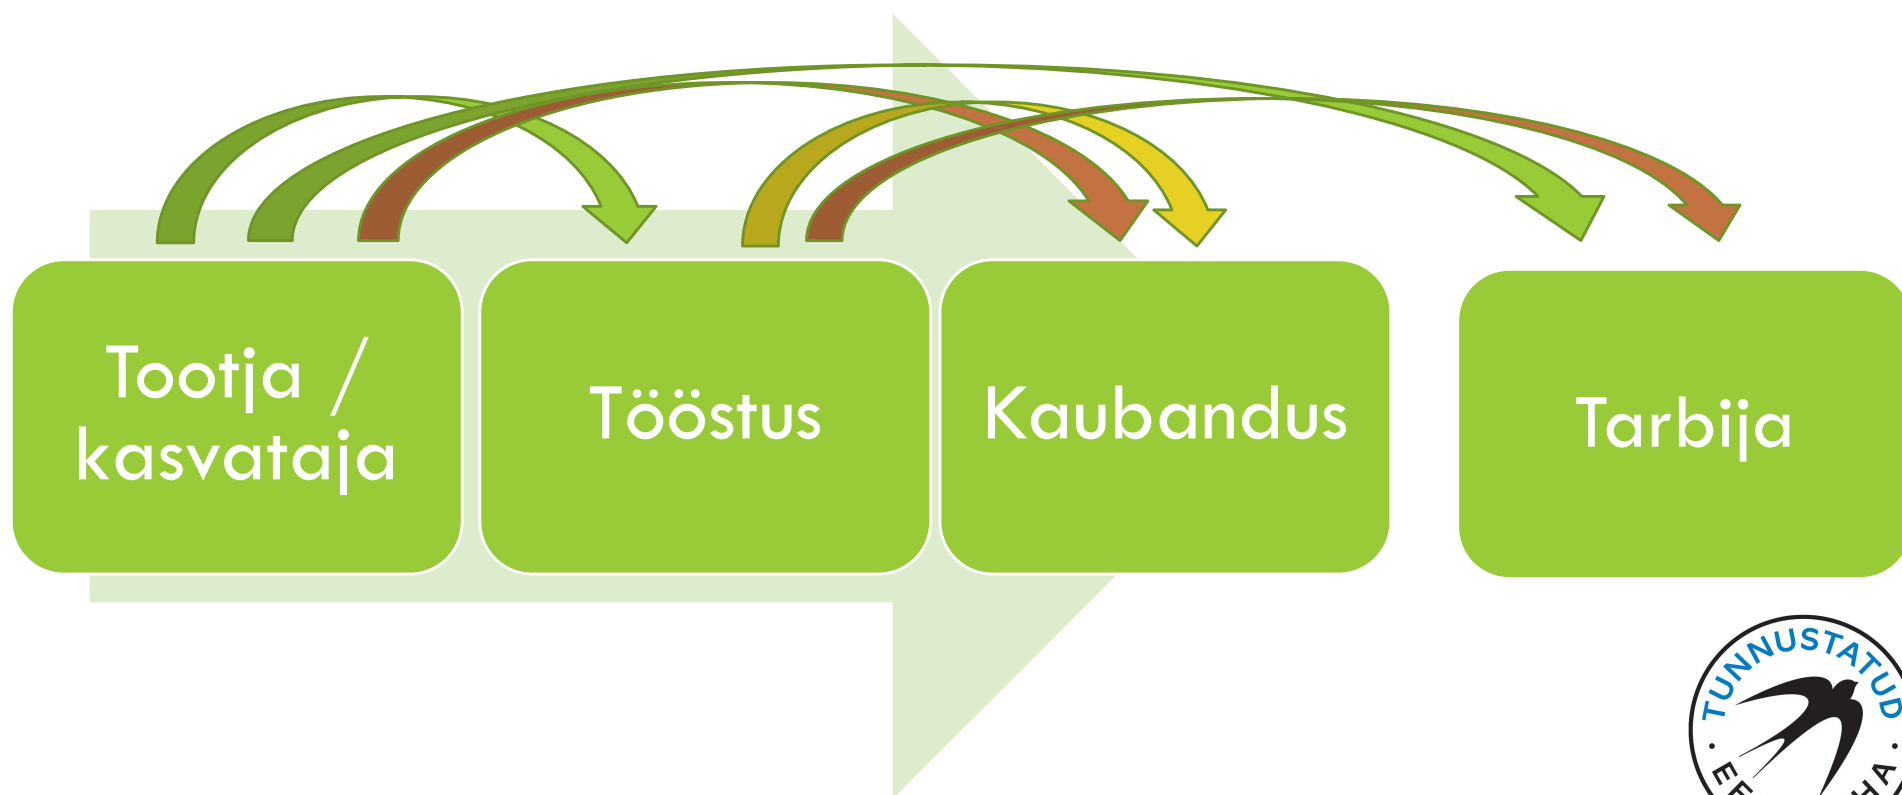 Tootja /
kasvataja
Tööstus
Kaubandus
Tarbija
TUNNUSTATUD